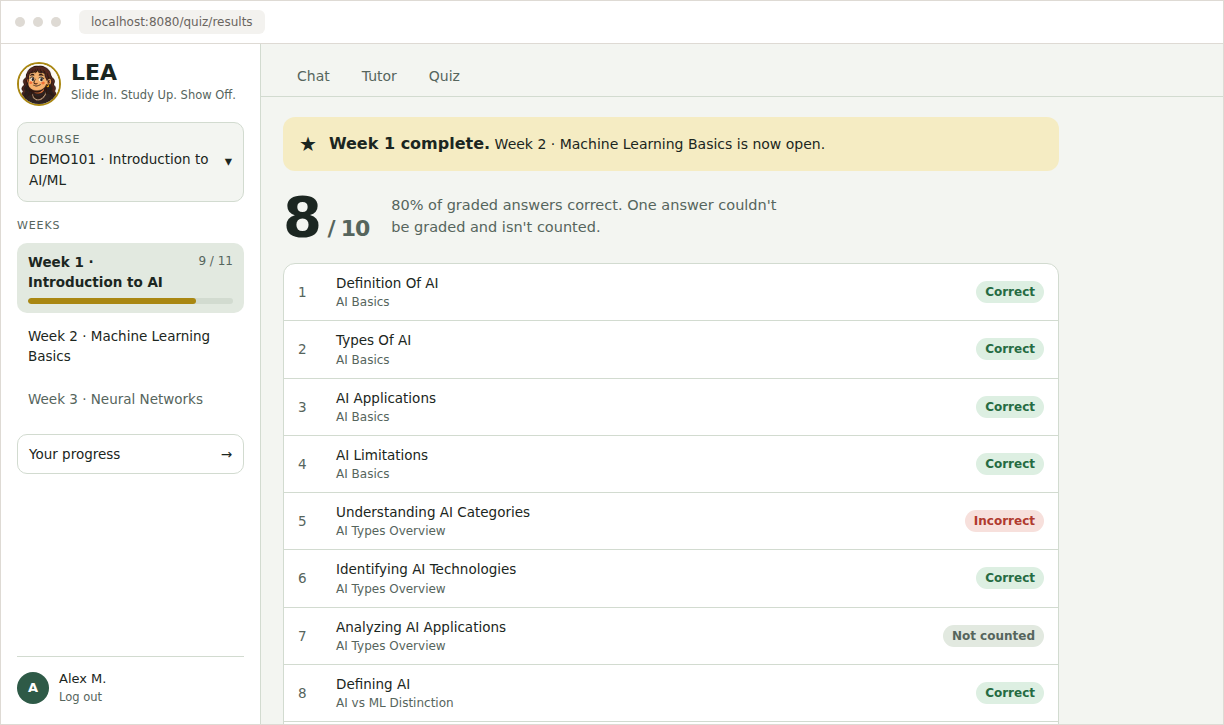 localhost:8080/quiz/results
LEA
Slide In. Study Up. Show Off.
COURSE
DEMO101 · Introduction to
AI/ML
▼
WEEKS
Week 1 ·
Introduction to AI
9 / 11
Week 2 · Machine Learning
Basics
Week 3 · Neural Networks
Your progress →
A
Alex M.
Log out
Chat Tutor Quiz
★ Week 1 complete. Week 2 · Machine Learning Basics is now open.
8 / 10
80% of graded answers correct. One answer couldn't
be graded and isn't counted.
1 Definition Of AI Correct
AI Basics
2 Types Of AI Correct
AI Basics
3 AI Applications Correct
AI Basics
4 AI Limitations Correct
AI Basics
5 Understanding AI Categories Incorrect
AI Types Overview
6 Identifying AI Technologies Correct
AI Types Overview
7 Analyzing AI Applications Not counted
AI Types Overview
8 Defining AI Correct
AI vs ML Distinction